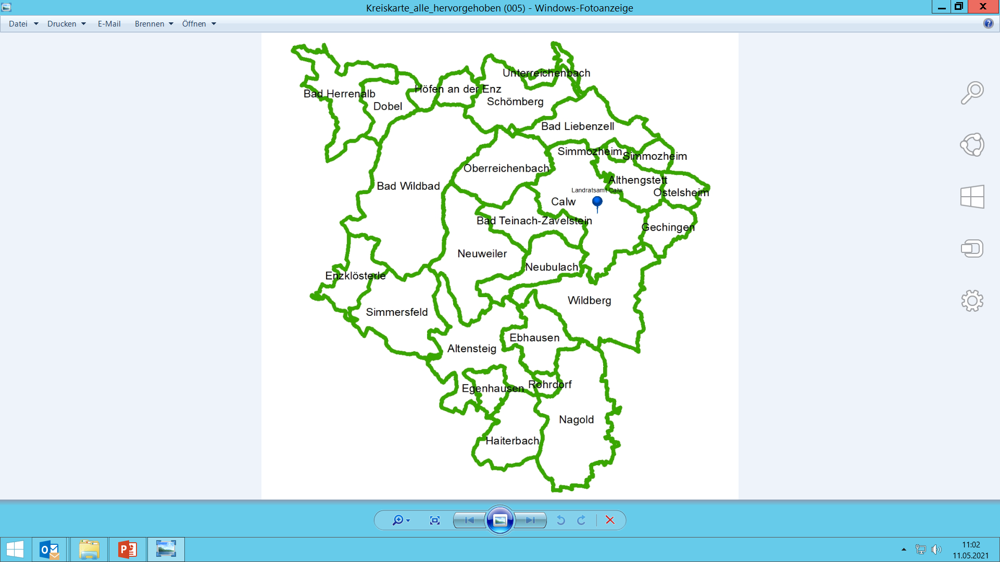 Kreiskarte_alle_hervorgehoben (005) - Windows-Fotoanzeige
Datei Drucken E-Mail Brennen Öffnen
Unterreichenbach
Höfen an der Enz
Bad Herrenalb
Schömberg
Dobel
Bad Liebenzell
Simmozheim
Simmozheim
Oberreichenbach
Althengstett
Bad Wildbad
Landratsamt Calw
Ostelsheim
Calw
Bad Teinach-Zavelstein
Gechingen
Neuweiler
Neubulach
Enzklösterle
Wildberg
Simmersfeld
Ebhausen
Altensteig
Rohrdorf
Egenhausen
Nagold
Haiterbach
11:02
11.05.2021